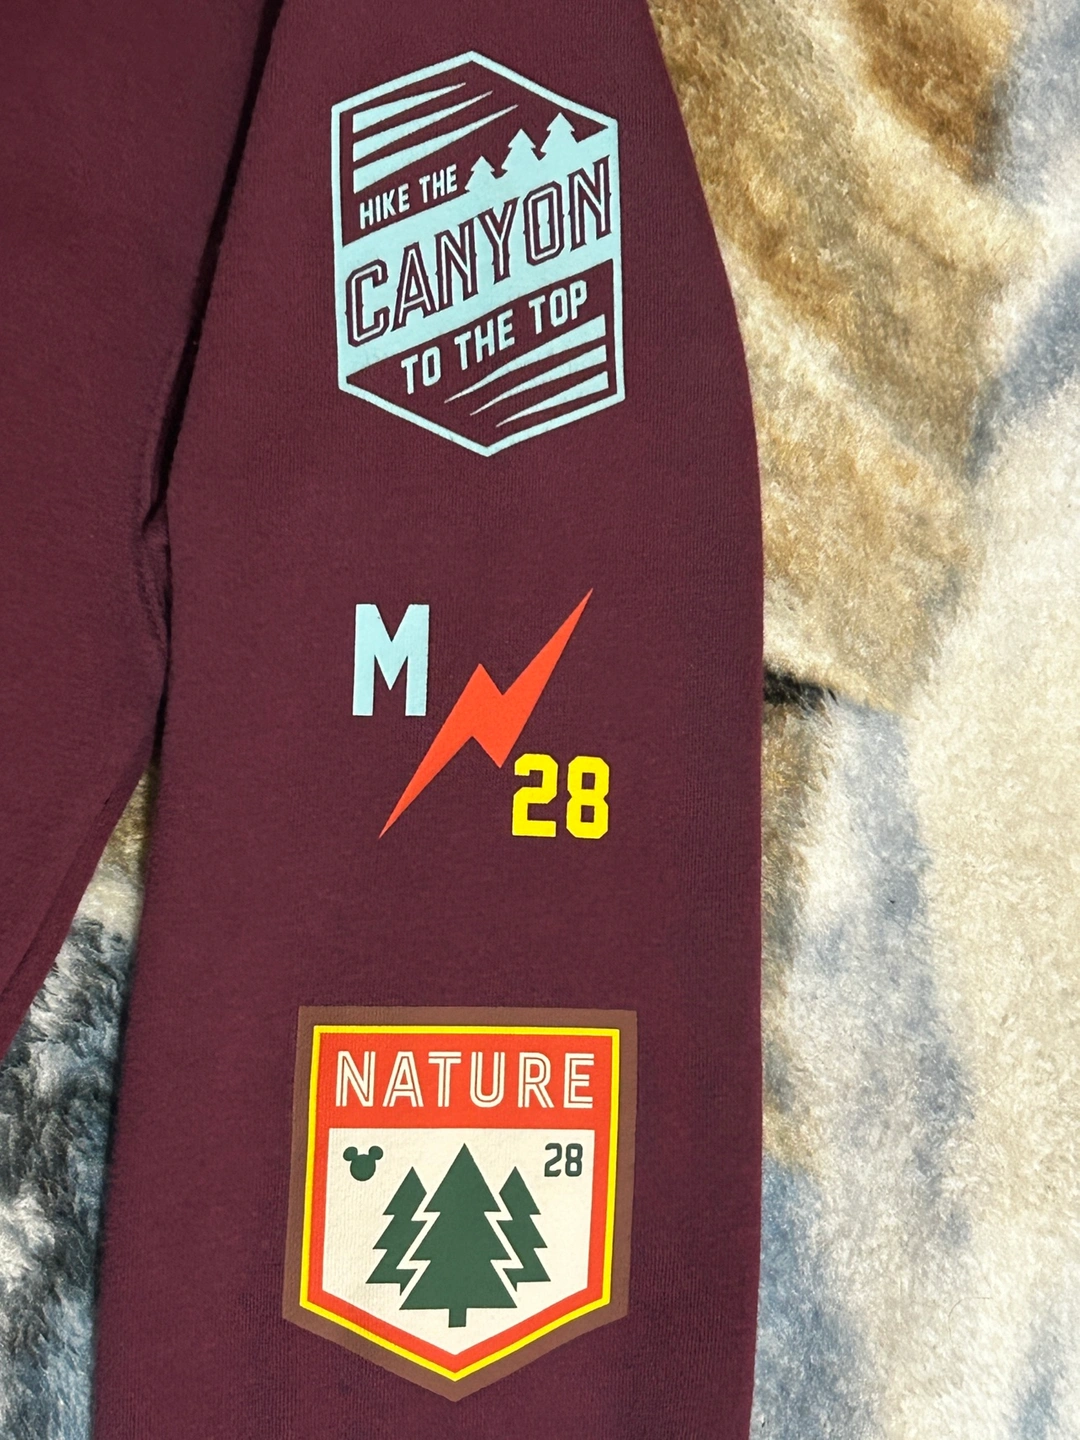 HIKE THE
CANYON
TO THE TOP
M
28
NATURE
28